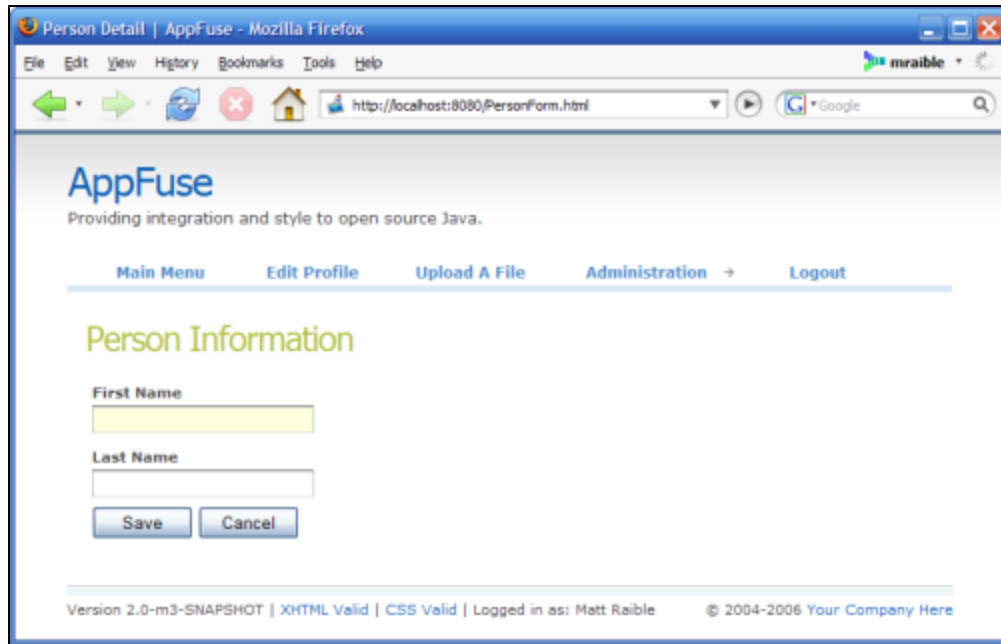 Person Detail | AppFuse - Mozilla Firefox
File Edit View History Bookmarks Tools Help mraible
http://localhost:8080/PersonForm.html Google
AppFuse
Providing integration and style to open source Java.
Main Menu Edit Profile Upload A File Administration → Logout
Person Information
First Name
Last Name
Save Cancel
Version 2.0-m3-SNAPSHOT | XHTML Valid | CSS Valid | Logged in as: Matt Raible © 2004-2006 Your Company Here